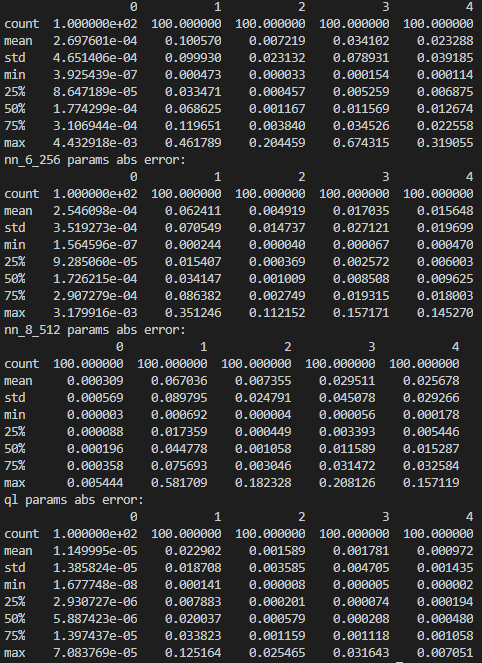 0 1 2 3 4
count 1.000000e+02 100.000000 100.000000 100.000000 100.000000
mean 2.697601e-04 0.100570 0.007219 0.034102 0.023288
std 4.651406e-04 0.099930 0.023132 0.078931 0.039185
min 3.925439e-07 0.000473 0.000033 0.000154 0.000114
25% 8.647189e-05 0.033471 0.000457 0.005259 0.006875
50% 1.774299e-04 0.068625 0.001167 0.011569 0.012674
75% 3.106944e-04 0.119651 0.003840 0.034526 0.022558
max 4.432918e-03 0.461789 0.204459 0.674315 0.319055
nn_6_256 params abs error:
0 1 2 3 4
count 1.000000e+02 100.000000 100.000000 100.000000 100.000000
mean 2.546098e-04 0.062411 0.004919 0.017035 0.015648
std 3.519273e-04 0.070549 0.014737 0.027121 0.019699
min 1.564596e-07 0.000244 0.000040 0.000067 0.000470
25% 9.285060e-05 0.015407 0.000369 0.002572 0.006003
50% 1.726215e-04 0.034147 0.001009 0.008508 0.009625
75% 2.907279e-04 0.086382 0.002749 0.019315 0.018003
max 3.179916e-03 0.351246 0.112152 0.157171 0.145270
nn_8_512 params abs error:
0 1 2 3 4
count 100.000000 100.000000 100.000000 100.000000 100.000000
mean 0.000309 0.067036 0.007355 0.029511 0.025678
std 0.000569 0.089795 0.024791 0.045078 0.029266
min 0.000003 0.000692 0.000004 0.000056 0.000178
25% 0.000088 0.017359 0.000449 0.003393 0.005446
50% 0.000196 0.044778 0.001058 0.011589 0.015287
75% 0.000358 0.075693 0.003046 0.031472 0.032584
max 0.005444 0.581709 0.182328 0.208126 0.157119
ql params abs error:
0 1 2 3 4
count 1.000000e+02 100.000000 100.000000 100.000000 100.000000
mean 1.149995e-05 0.022902 0.001589 0.001781 0.000972
std 1.385824e-05 0.018708 0.003585 0.004705 0.001435
min 1.677748e-08 0.000141 0.000008 0.000005 0.000002
25% 2.930727e-06 0.007883 0.000201 0.000074 0.000194
50% 5.887423e-06 0.020037 0.000579 0.000208 0.000480
75% 1.397437e-05 0.033823 0.001159 0.001118 0.001058
max 7.083769e-05 0.125164 0.025465 0.031643 0.007051